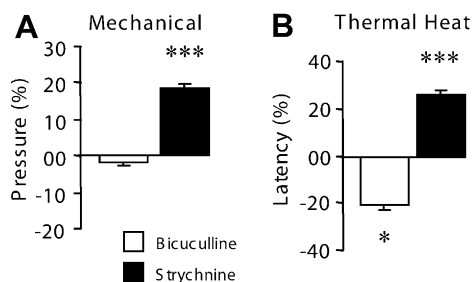 A Mechanical
Pressure (%)
30
20
10
00
-10
-20
***
Bicuculline
Strychnine
B Thermal Heat
Latency (%)
40
20
00
-20
-40
***
*